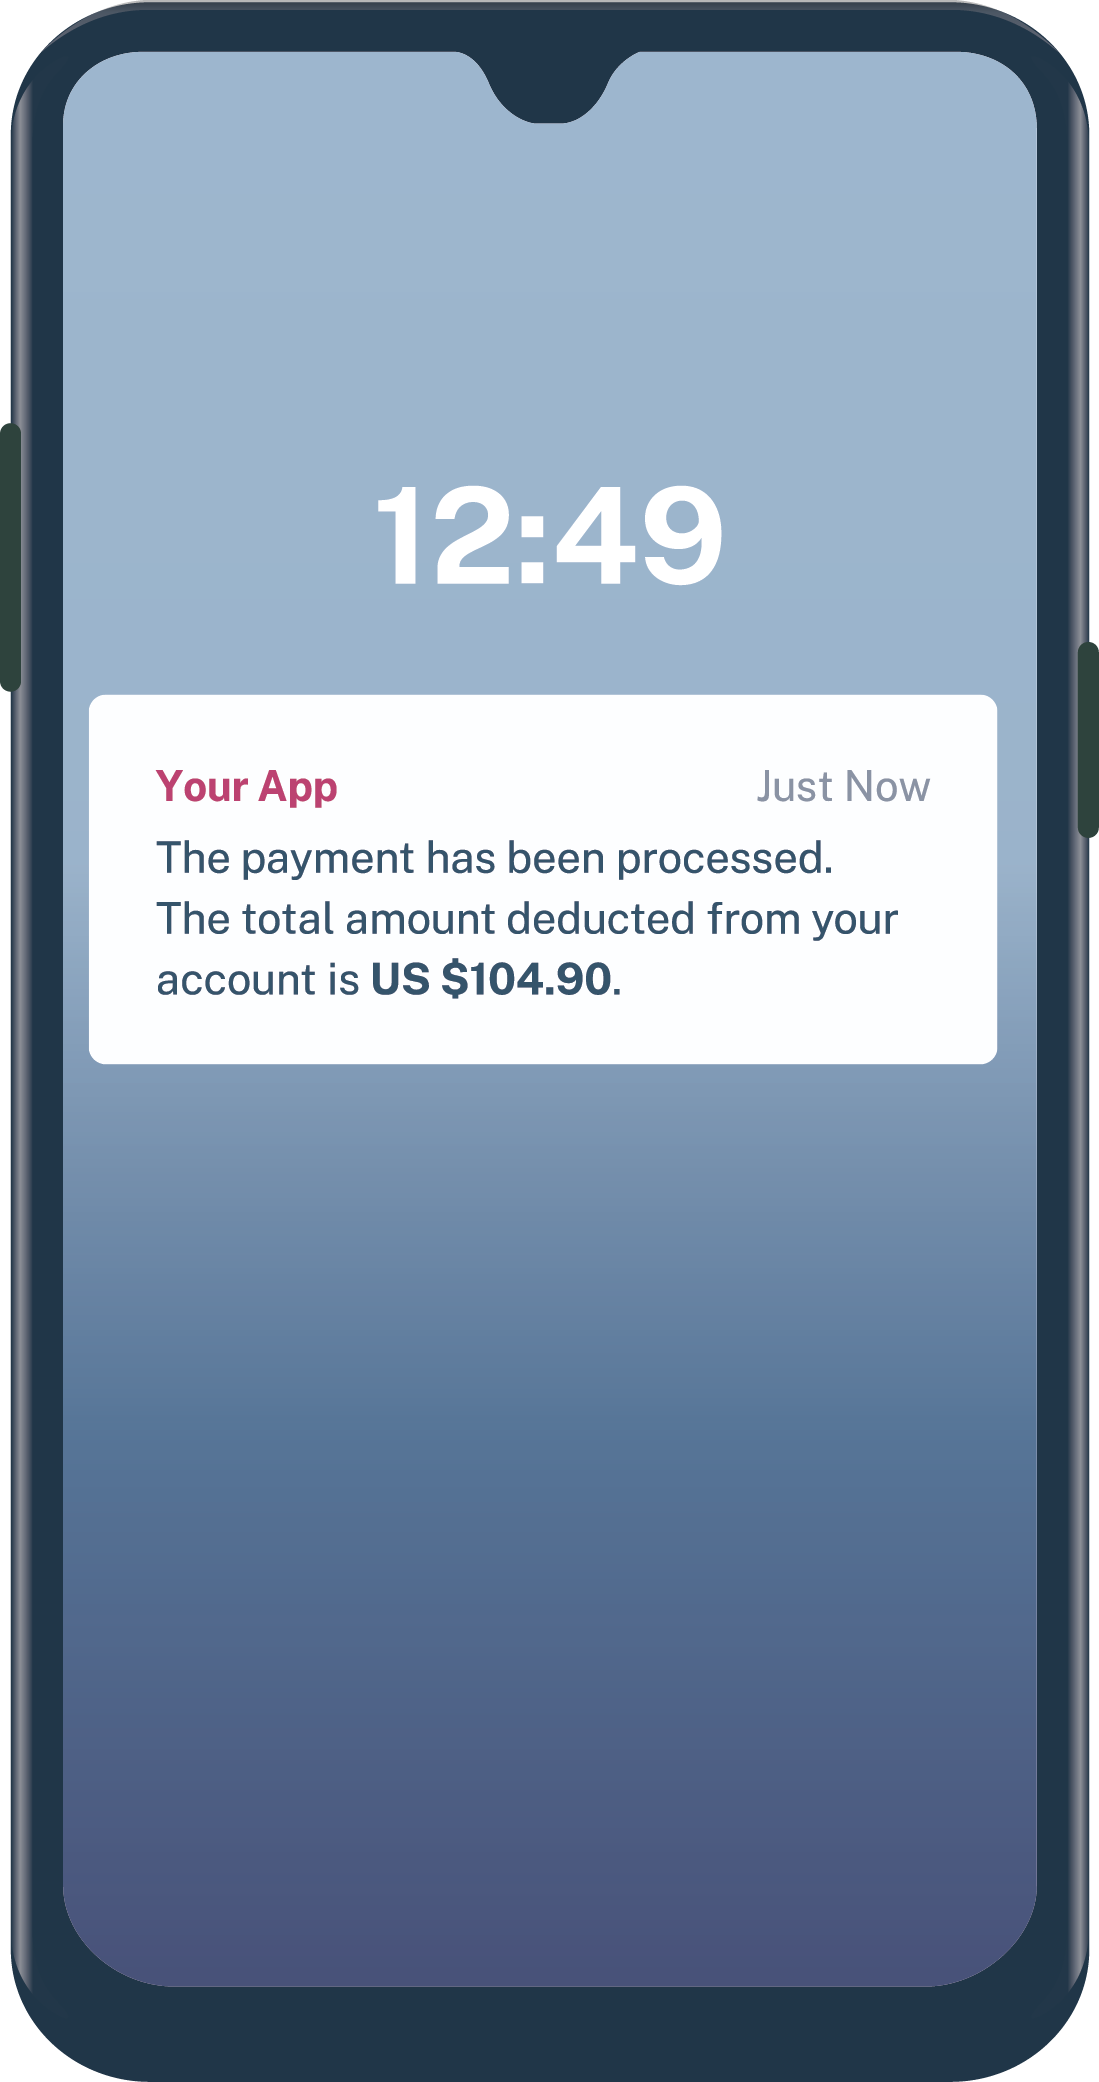 12:49
Your App Just Now
The payment has been processed.
The total amount deducted from your
account is US $104.90.